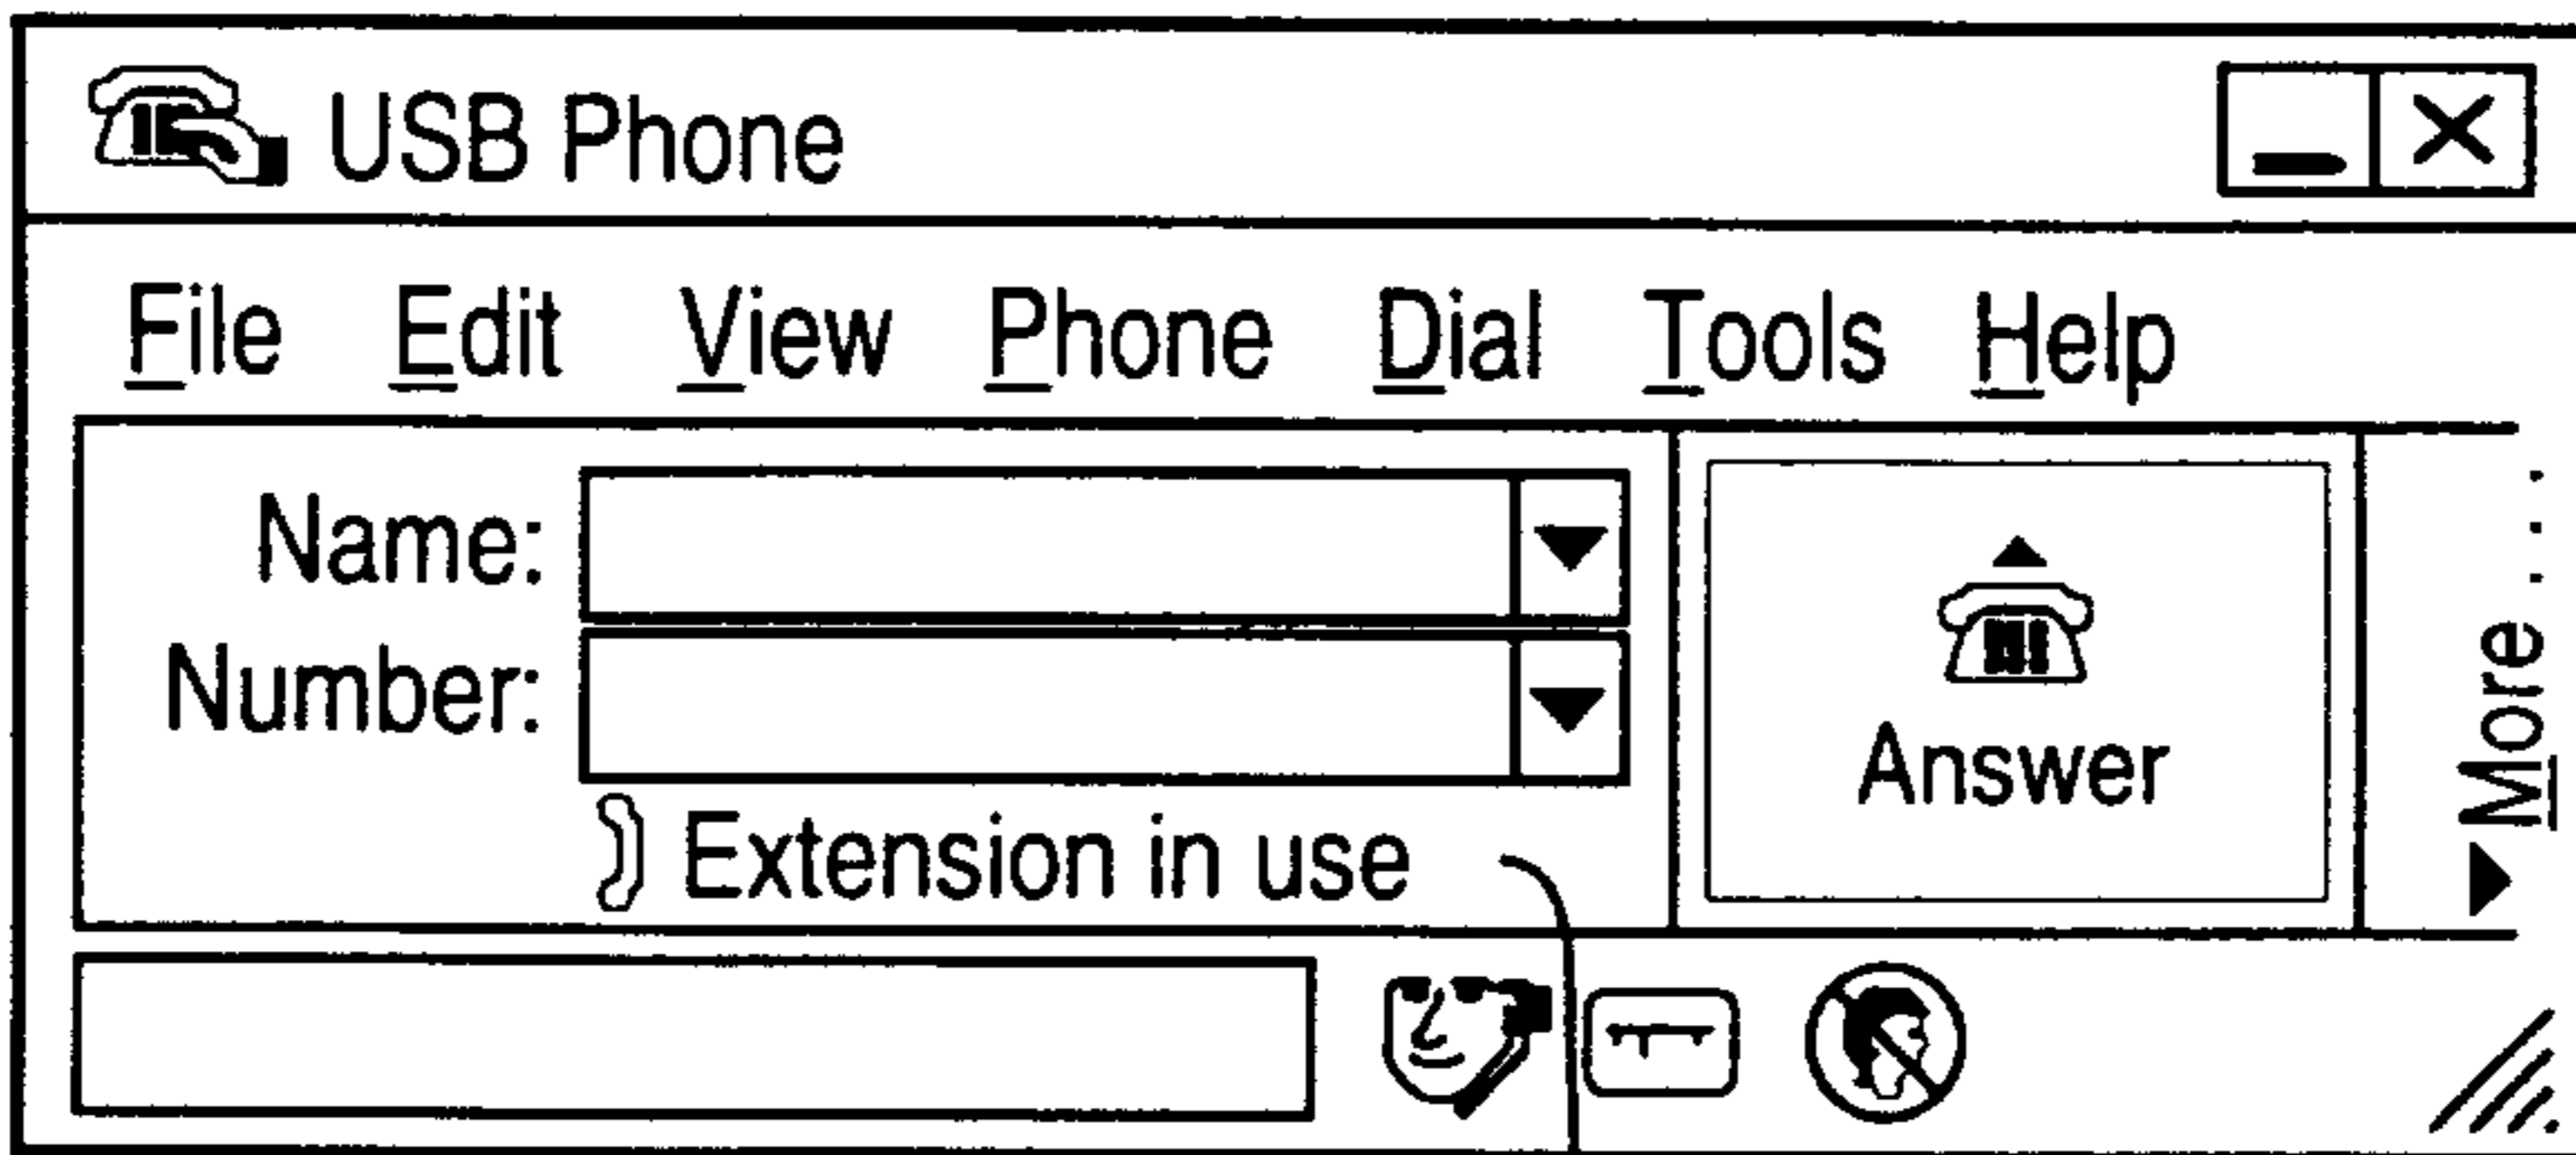 USB Phone
File Edit View Phone Dial Tools Help
Name:
Number:
Extension in use
Answer
More . . . .